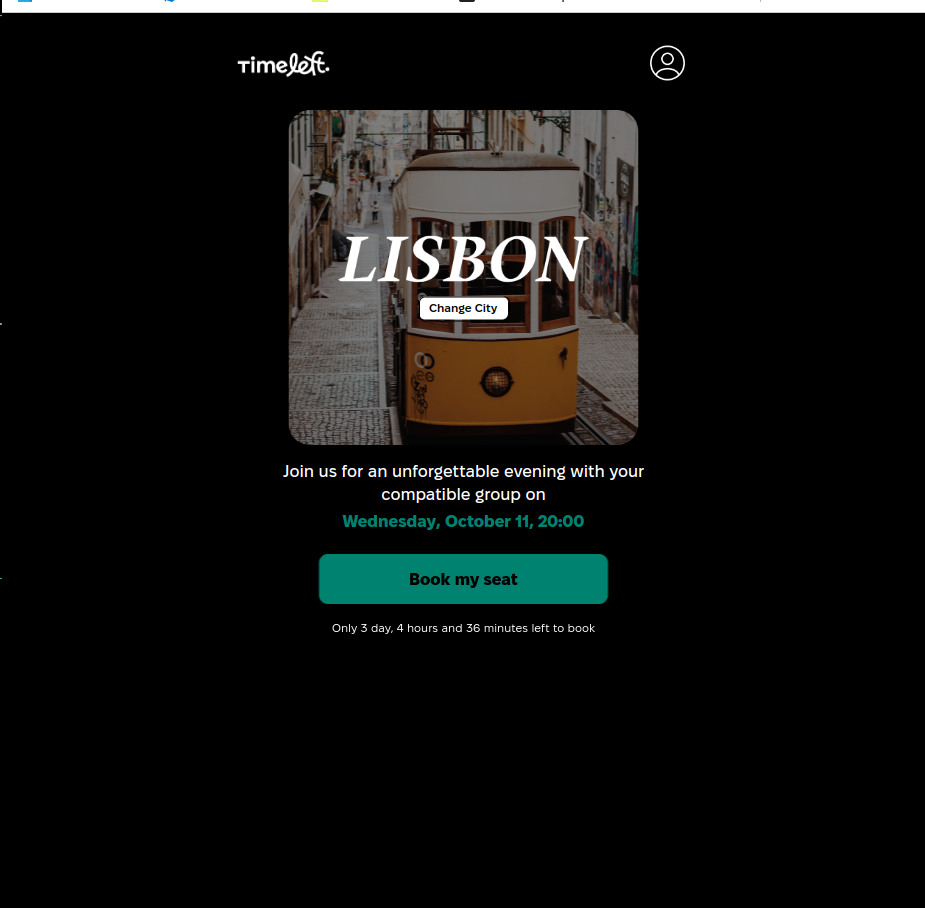 Timeleft.
LISBON
Change City
Join us for an unforgettable evening with your
compatible group on
Wednesday, October 11, 20:00
Book my seat
Only 3 day, 4 hours and 36 minutes left to book